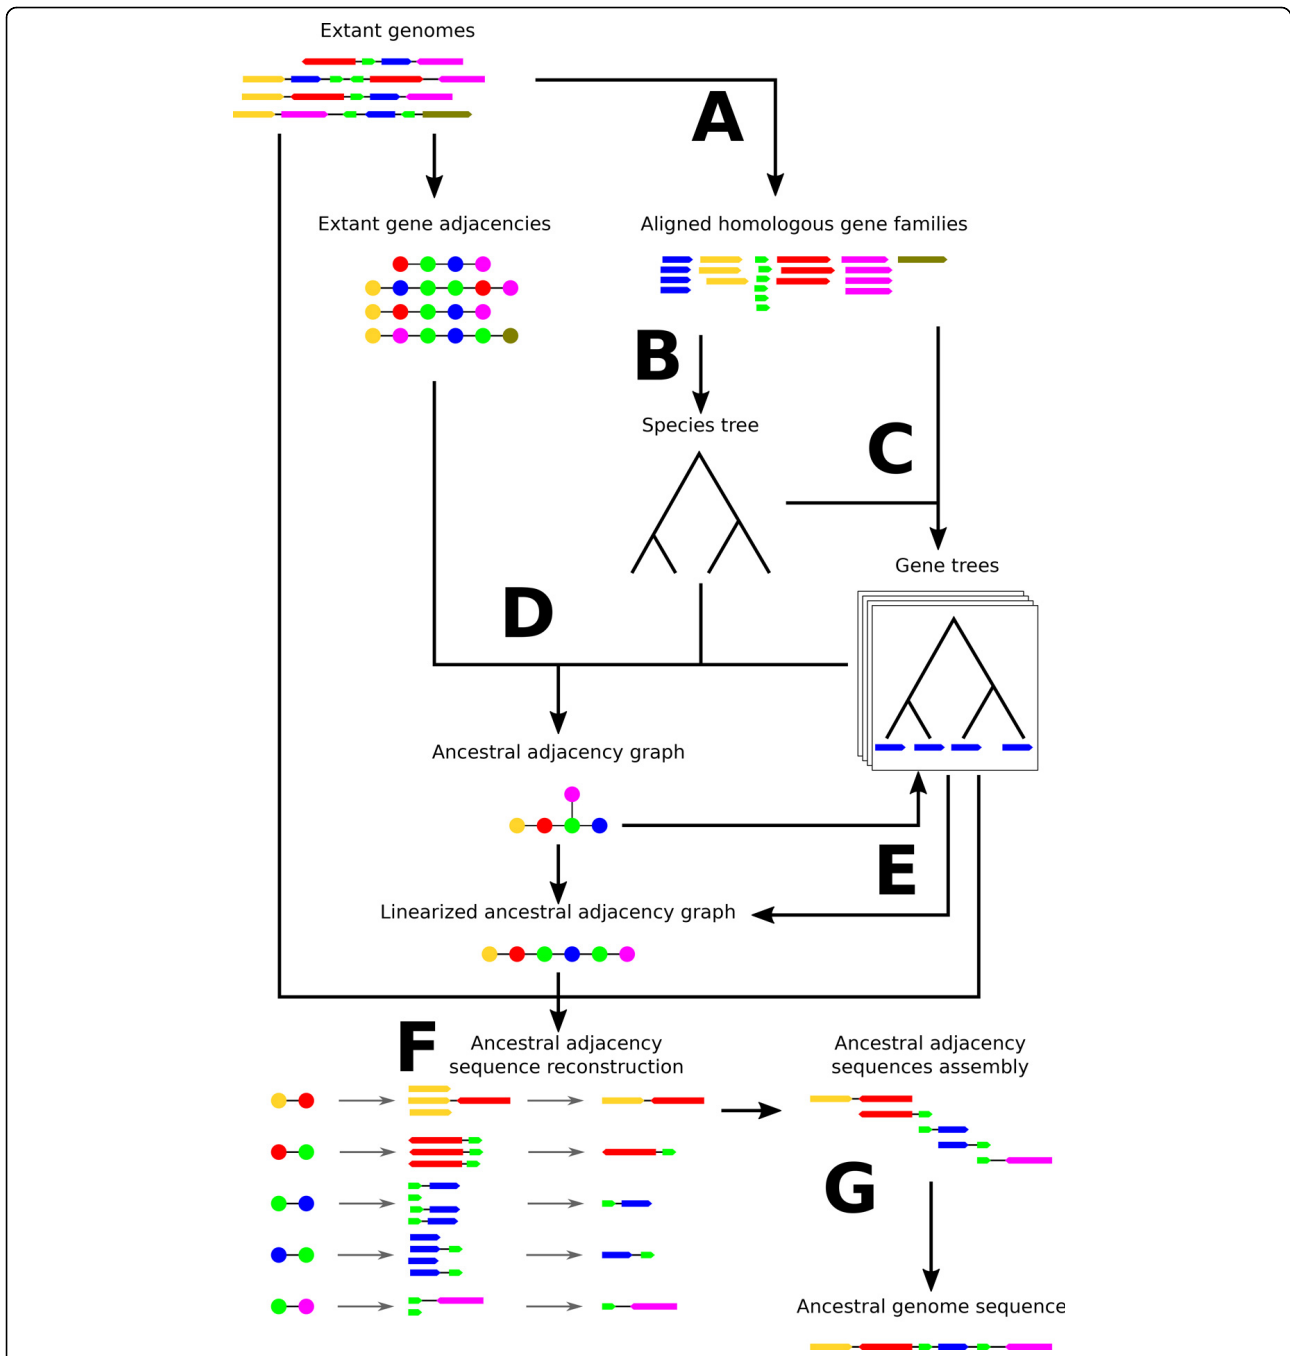 Extant genomes
A
Extant gene adjacencies
Aligned homologous gene families
B
Species tree
C
Gene trees
D
Ancestral adjacency graph
E
Linearized ancestral adjacency graph
F
Ancestral adjacency
sequence reconstruction
Ancestral adjacency
sequences assembly
G
Ancestral genome sequence